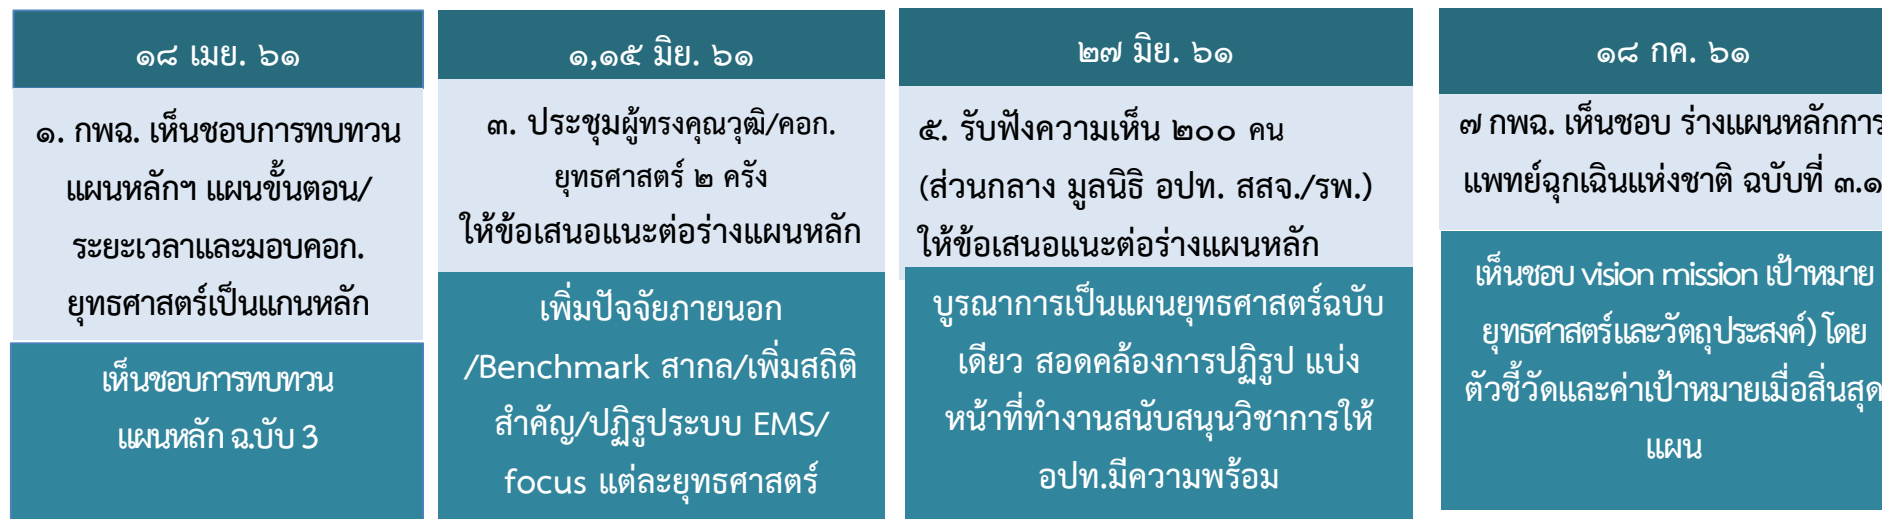 ๑๘ เมย. ๖๑
๑. กพฉ. เห็นชอบการทบทวน
แผนหลักฯ แผนขั้นตอน/
ระยะเวลาและมอบคอก.
ยุทธศาสตร์เป็นแกนหลัก
เห็นชอบการทบทวน
แผนหลัก ฉ.บับ 3
๑,๑๕ มิย. ๖๑
๓. ประชุมผู้ทรงคุณวุฒิ/คอก.
ยุทธศาสตร์ ๒ ครัง
ให้ข้อเสนอแนะต่อร่างแผนหลัก
เพิ่มปัจจัยภายนอก
/Benchmark สากล/เพิ่มสถิติ
สำคัญ/ปฏิรูประบบ EMS/
focus แต่ละยุทธศาสตร์
๒๗ มิย. ๖๑
๕. รับฟังความเห็น ๒๐๐ คน
(ส่วนกลาง มูลนิธิ อปท. สสจ./รพ.)
ให้ข้อเสนอแนะต่อร่างแผนหลัก
บูรณาการเป็นแผนยุทธศาสตร์ฉบับ
เดียว สอดคล้องการปฏิรูป แบ่ง
หน้าที่ทำงานสนับสนุนวิชาการให้
อปท.มีความพร้อม
๑๘ กค. ๖๑
๗ กพฉ. เห็นชอบ ร่างแผนหลักการ
แพทย์ฉุกเฉินแห่งชาติ ฉบับที่ ๓.๑
เห็นชอบ vision mission เป้าหมาย
ยุทธศาสตร์และวัตถุประสงค์) โดย
ตัวชี้วัดและค่าเป้าหมายเมื่อสิ่นสุด
แผน